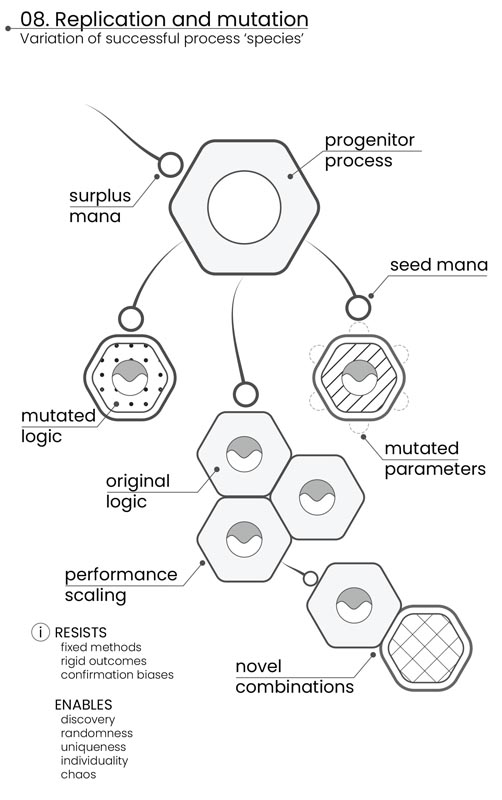 08. Replication and mutation
Variation of successful process ‘species’
progenitor
process
surplus
mana
seed mana
mutated
logic
mutated
parameters
original
logic
performance
scaling
novel
combinations
i RESISTS
fixed methods
rigid outcomes
confirmation biases
ENABLES
discovery
randomness
uniqueness
individuality
chaos